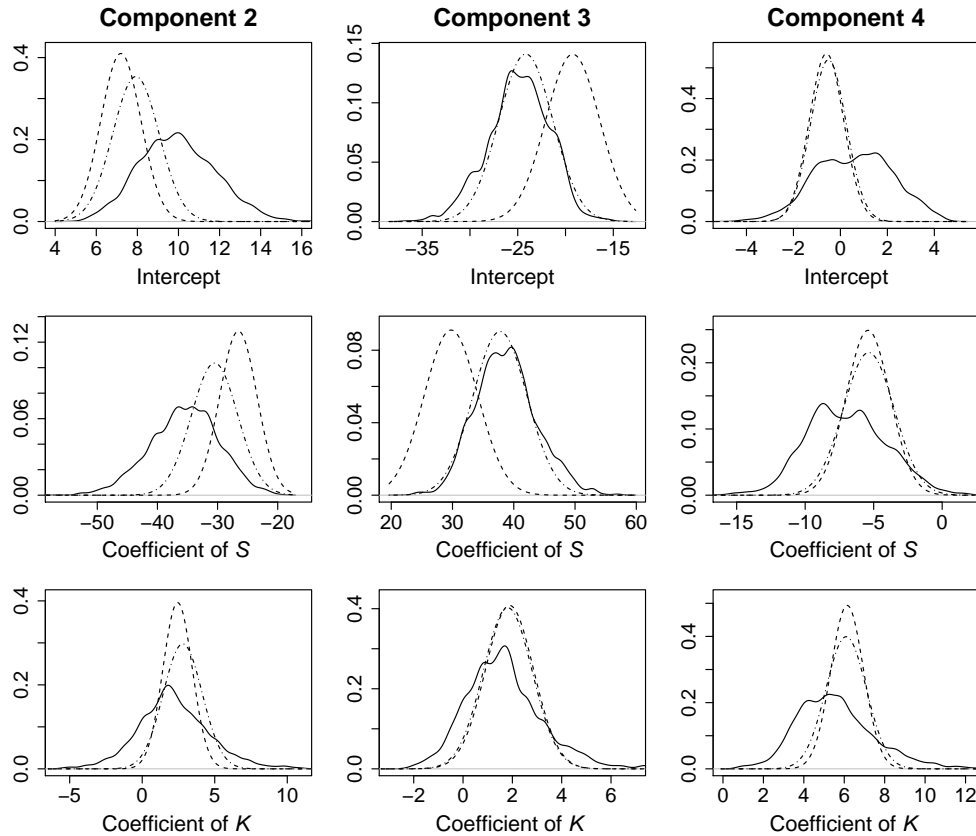 Component 2
Component 3
Component 4
0.0 0.2 0.4
4 6 8 10 12 14 16
Intercept
0.00 0.05 0.10 0.15
−35 −25 −15
Intercept
0.0 0.2 0.4
−4 −2 0 2 4
Intercept
0.00 0.06 0.12
−50 −40 −30 −20
Coefficient of S
0.00 0.04 0.08
20 30 40 50 60
Coefficient of S
0.00 0.10 0.20
−15 −10 −5 0
Coefficient of S
0.0 0.2 0.4
−5 0 5 10
Coefficient of K
0.0 0.2 0.4
−2 0 2 4 6
Coefficient of K
0.0 0.2 0.4
0 2 4 6 8 10 12
Coefficient of K